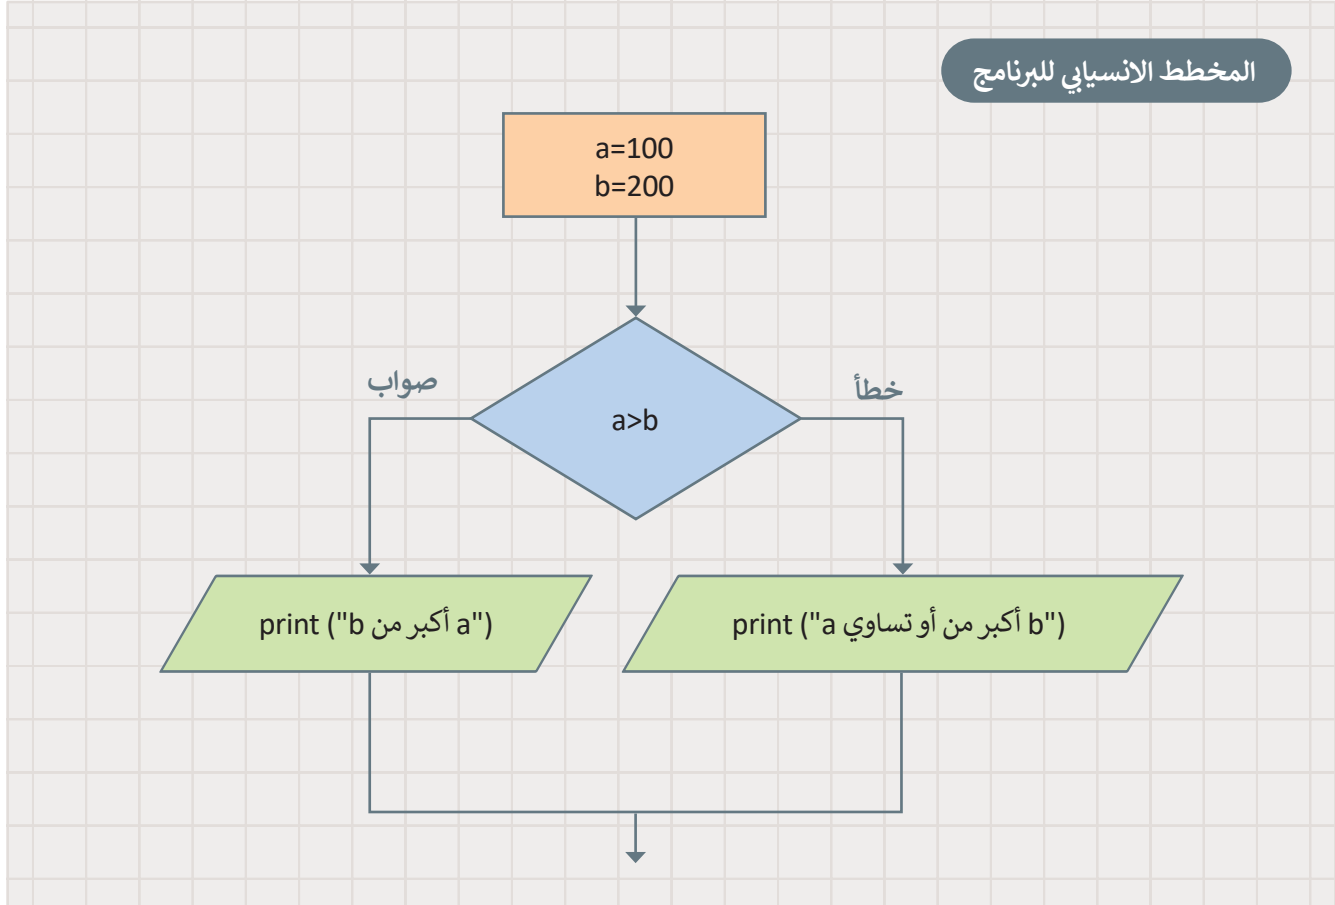 المخطط الانسيابي للبرنامج
a=100
b=200
a>b
صواب
خطأ
print ("b أكبر من a")
print ("a أكبر من أو تساوي b")